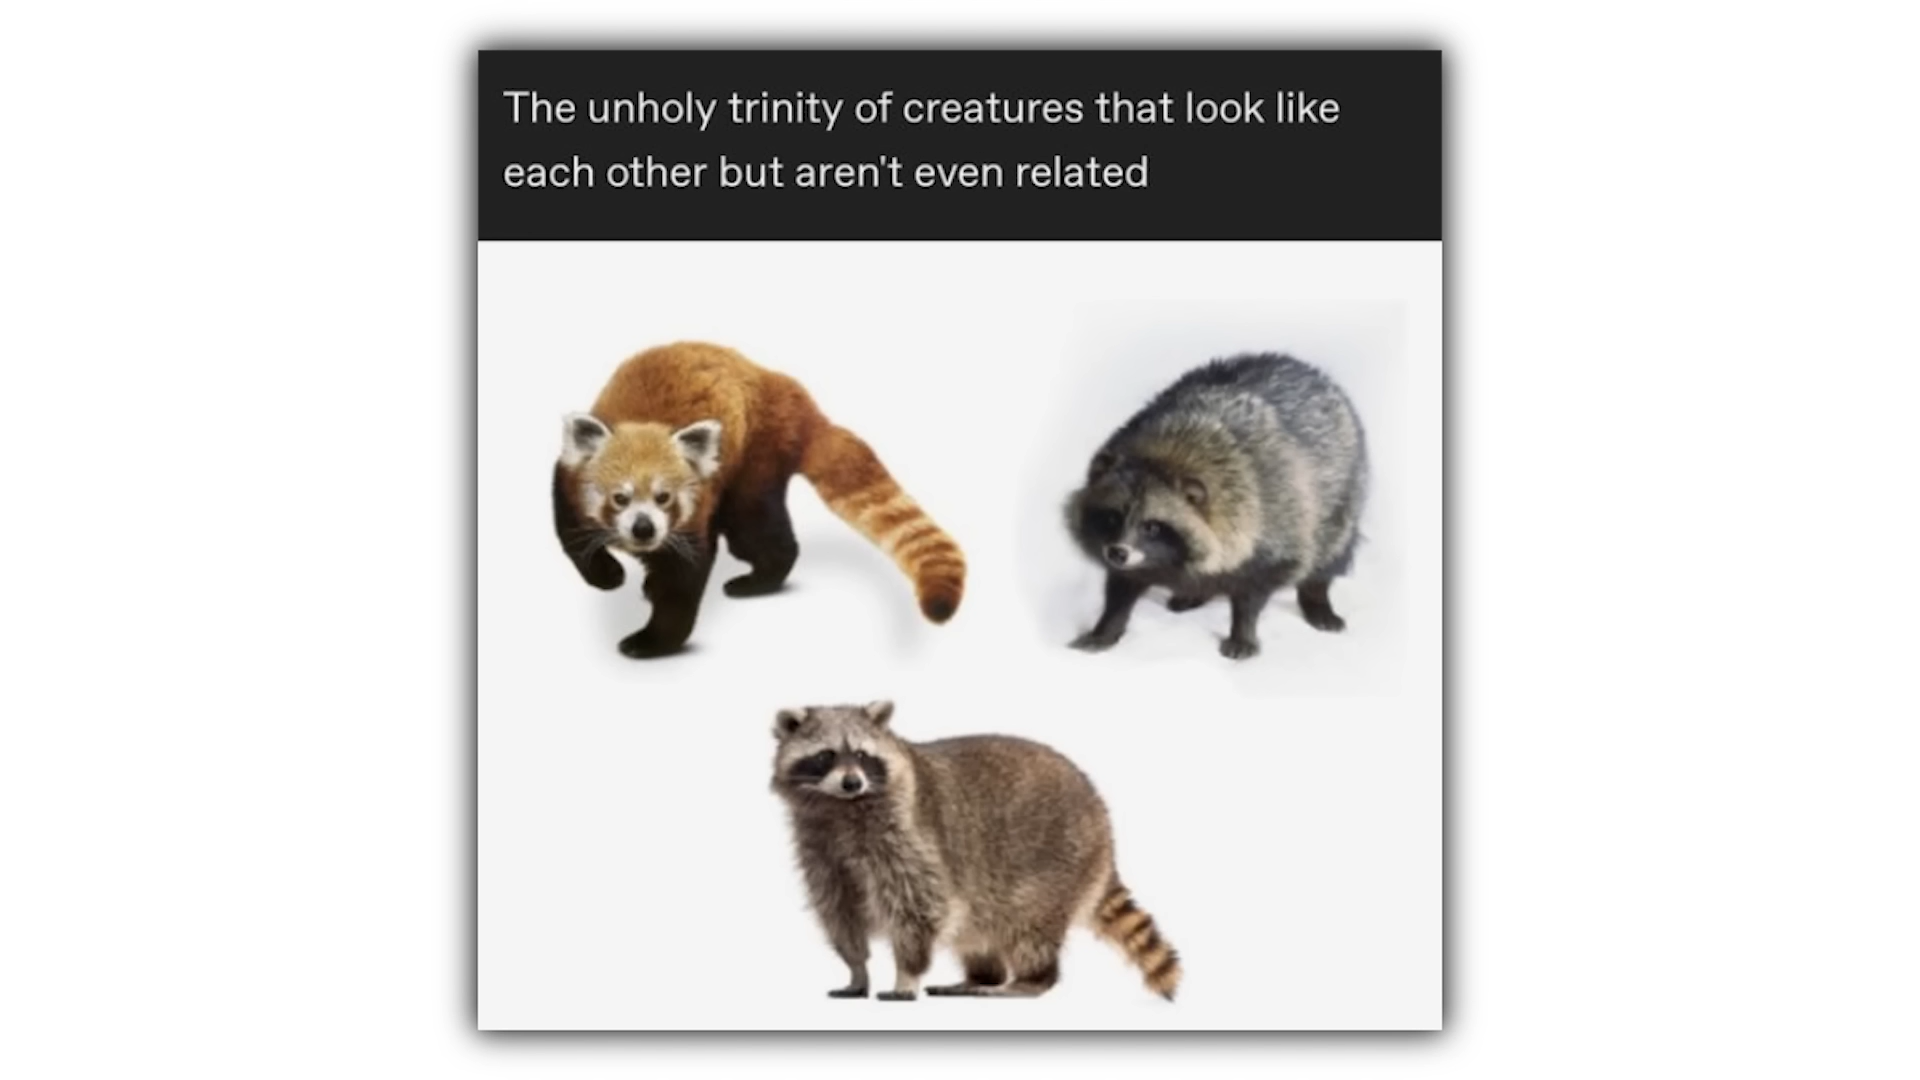 The unholy trinity of creatures that look like
each other but aren't even related